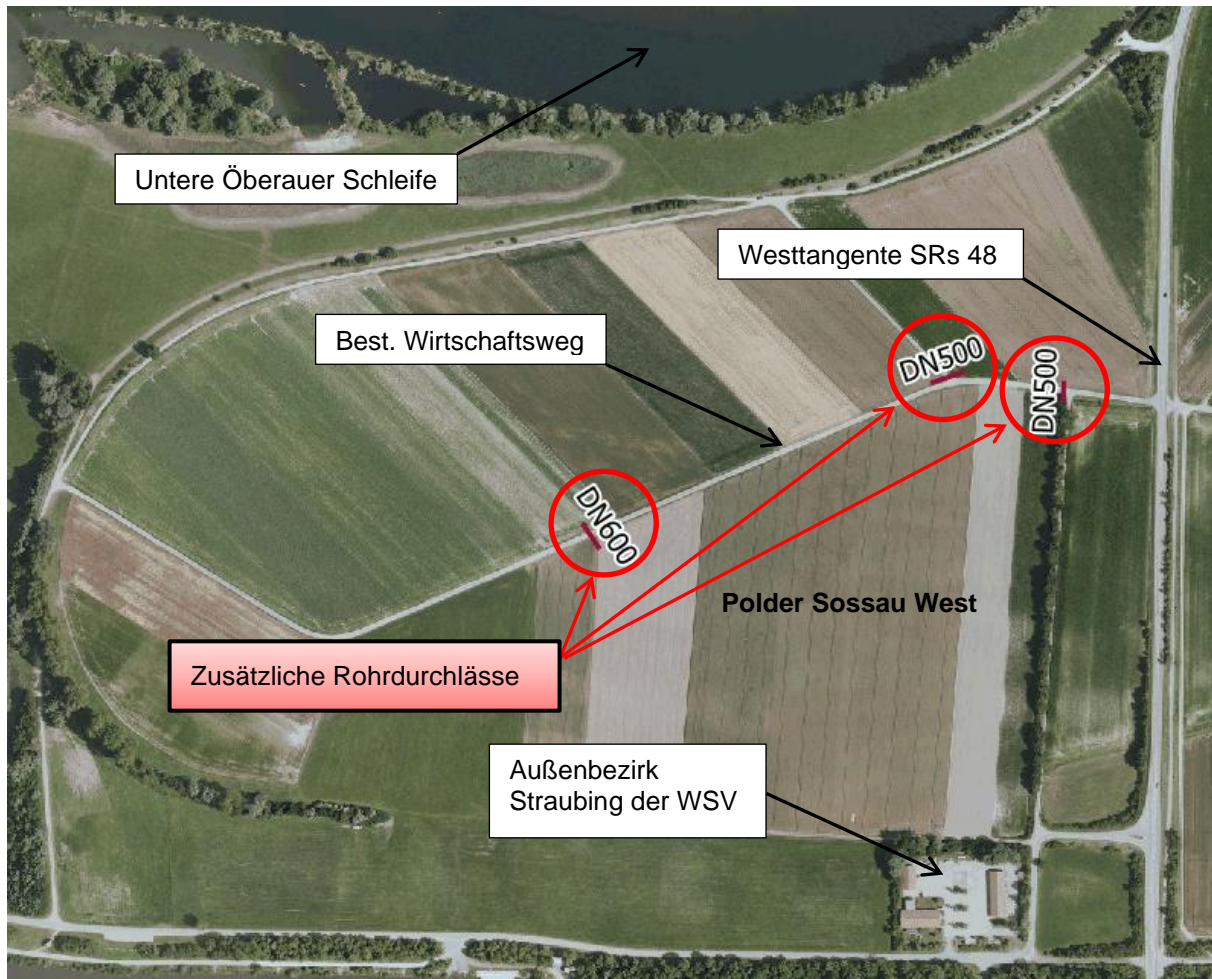 Untere Öberauer Schleife
Westtangente SRs 48
Best. Wirtschaftsweg
DN500
DN500
DN600
Polder Sossau West
Zusätzliche Rohrdurchlässe
Außenbezirk
Straubing der WSV